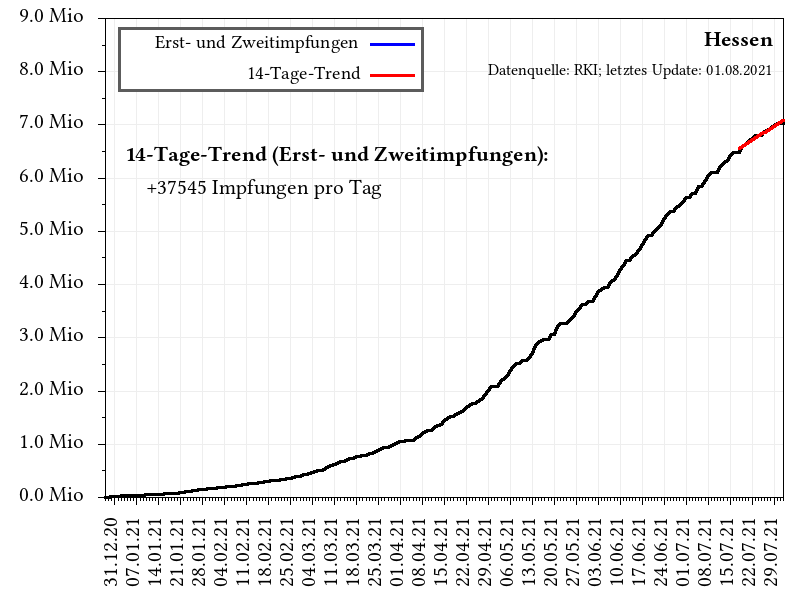 9.0 Mio
8.0 Mio
7.0 Mio
6.0 Mio
5.0 Mio
4.0 Mio
3.0 Mio
2.0 Mio
1.0 Mio
0.0 Mio
Erst- und Zweitimpfungen
14-Tage-Trend
Hessen
Datenquelle: RKI; letztes Update: 01.08.2021
14-Tage-Trend (Erst- und Zweitimpfungen):
+37545 Impfungen pro Tag
31.12.20
07.01.21
14.01.21
21.01.21
28.01.21
04.02.21
11.02.21
18.02.21
25.02.21
04.03.21
11.03.21
18.03.21
25.03.21
01.04.21
08.04.21
15.04.21
22.04.21
29.04.21
06.05.21
13.05.21
20.05.21
27.05.21
03.06.21
10.06.21
17.06.21
24.06.21
01.07.21
08.07.21
15.07.21
22.07.21
29.07.21